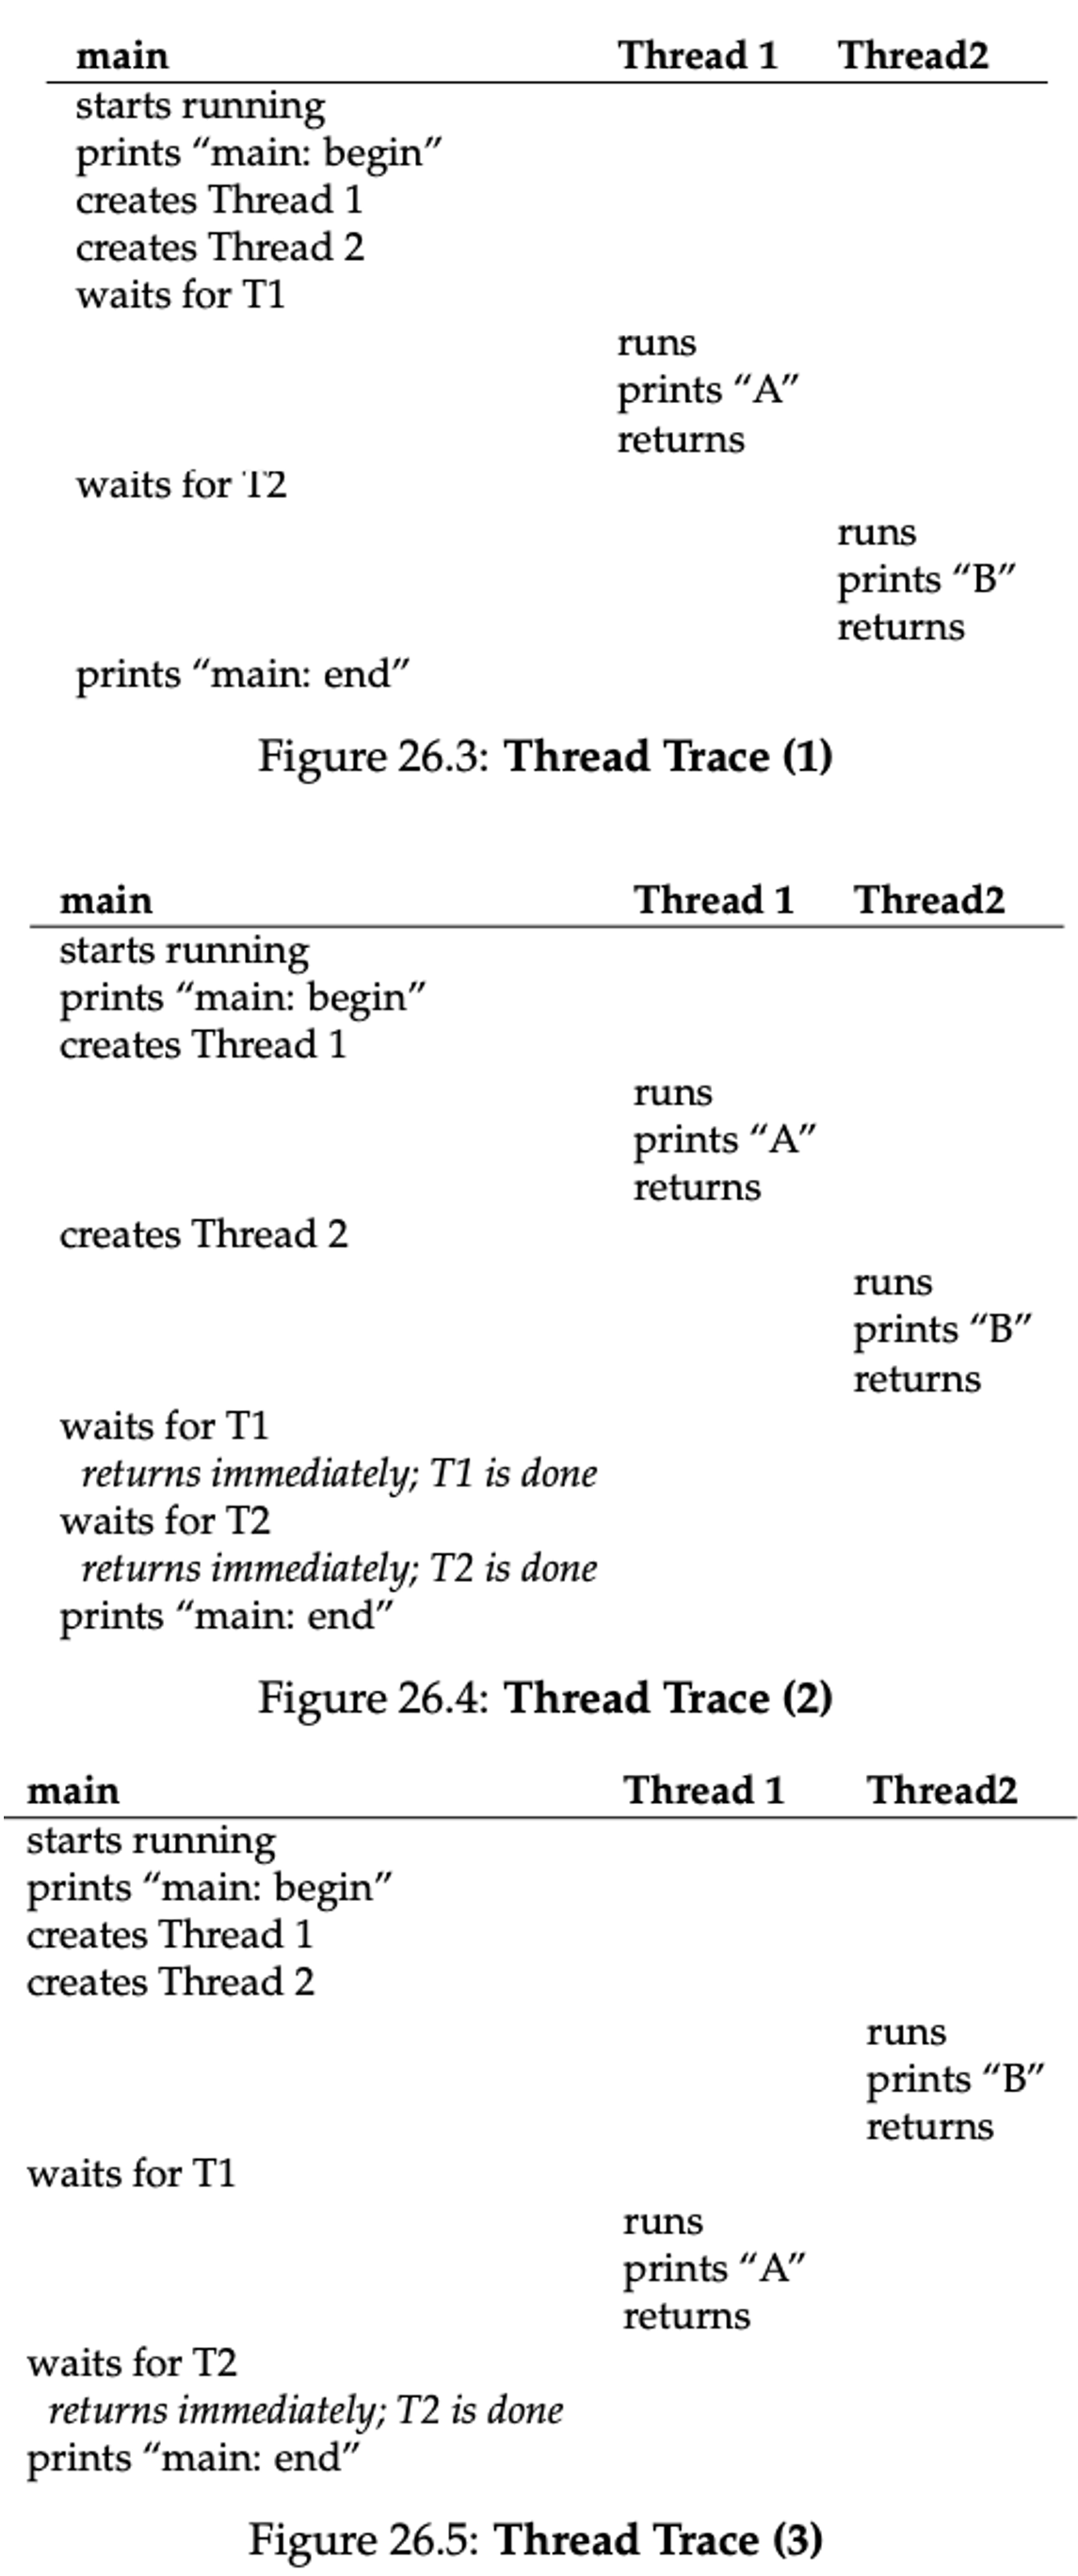 main Thread 1 Thread2
starts running
prints “main: begin”
creates Thread 1
creates Thread 2
waits for T1
runs
prints “A”
returns
waits for T2
runs
prints “B”
returns
prints “main: end”
Figure 26.3: Thread Trace (1)
main Thread 1 Thread2
starts running
prints “main: begin”
creates Thread 1
runs
prints “A”
returns
creates Thread 2
runs
prints “B”
returns
waits for T1
returns immediately; T1 is done
waits for T2
returns immediately; T2 is done
prints “main: end”
Figure 26.4: Thread Trace (2)
main Thread 1 Thread2
starts running
prints “main: begin”
creates Thread 1
creates Thread 2
runs
prints “B”
returns
waits for T1
runs
prints “A”
returns
waits for T2
returns immediately; T2 is done
prints “main: end”
Figure 26.5: Thread Trace (3)